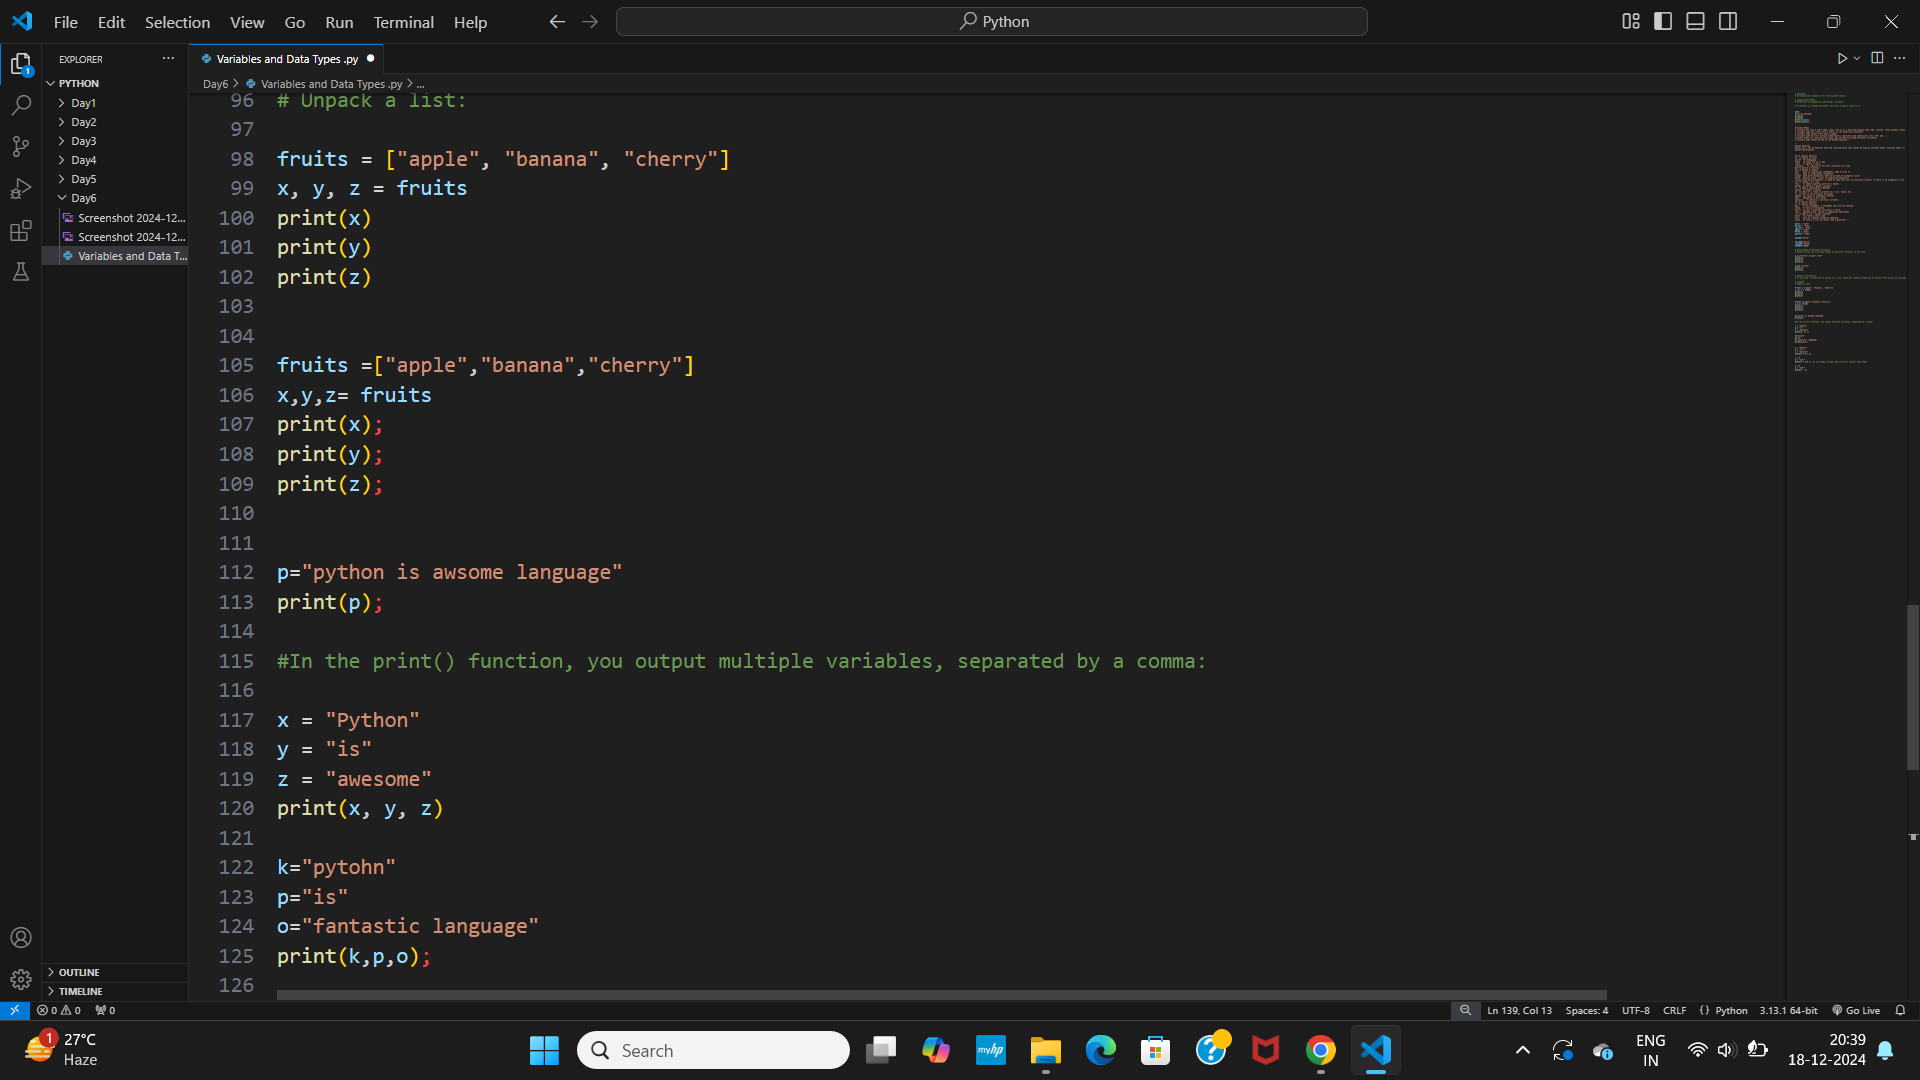 File Edit Selection View Go Run Terminal Help
Python
EXPLORER
PYTHON
Day1
Day2
Day3
Day4
Day5
Day6
Screenshot 2024-12...
Screenshot 2024-12...
Variables and Data T...
OUTLINE
TIMELINE
Variables and Data Types .py
Day6 > Variables and Data Types .py > ...
96 # Unpack a list:
97
98 fruits = ["apple", "banana", "cherry"]
99 x, y, z = fruits
100 print(x)
101 print(y)
102 print(z)
103
104
105 fruits =["apple","banana","cherry"]
106 x,y,z= fruits
107 print(x);
108 print(y);
109 print(z);
110
111
112 p="python is awsome language"
113 print(p);
114
115 #In the print() function, you output multiple variables, separated by a comma:
116
117 x = "Python"
118 y = "is"
119 z = "awesome"
120 print(x, y, z)
121
122 k="pytohn"
123 p="is"
124 o="fantastic language"
125 print(k,p,o);
126
0 0 0
Ln 139, Col 13 Spaces: 4 UTF-8 CRLF {} Python 3.13.1 64-bit Go Live
1
27°C
Haze
Search
myhp
ENG
IN
20:39
18-12-2024